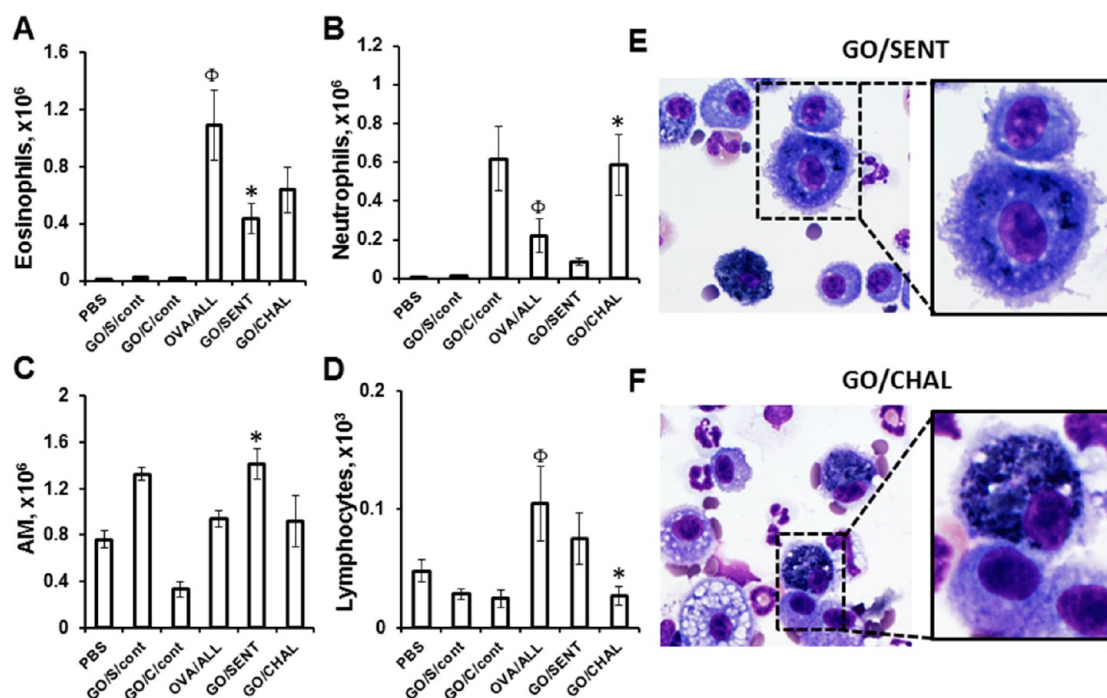 A
Eosinophils, x10⁶
1.6
1.2
0.8
0.4
0
Φ
*
PBS
GO/S/cont
GO/C/cont
OVA/ALL
GO/SENT
GO/CHAL
B
Neutrophils, x10⁶
1.2
1
0.8
0.6
0.4
0.2
0
Φ
*
PBS
GO/S/cont
GO/C/cont
OVA/ALL
GO/SENT
GO/CHAL
E
GO/SENT
C
AM, x10⁶
2
1.6
1.2
0.8
0.4
0
*
PBS
GO/S/cont
GO/C/cont
OVA/ALL
GO/SENT
GO/CHAL
D
Lymphocytes, x10³
0.2
0.1
0
Φ
*
PBS
GO/S/cont
GO/C/cont
OVA/ALL
GO/SENT
GO/CHAL
F
GO/CHAL